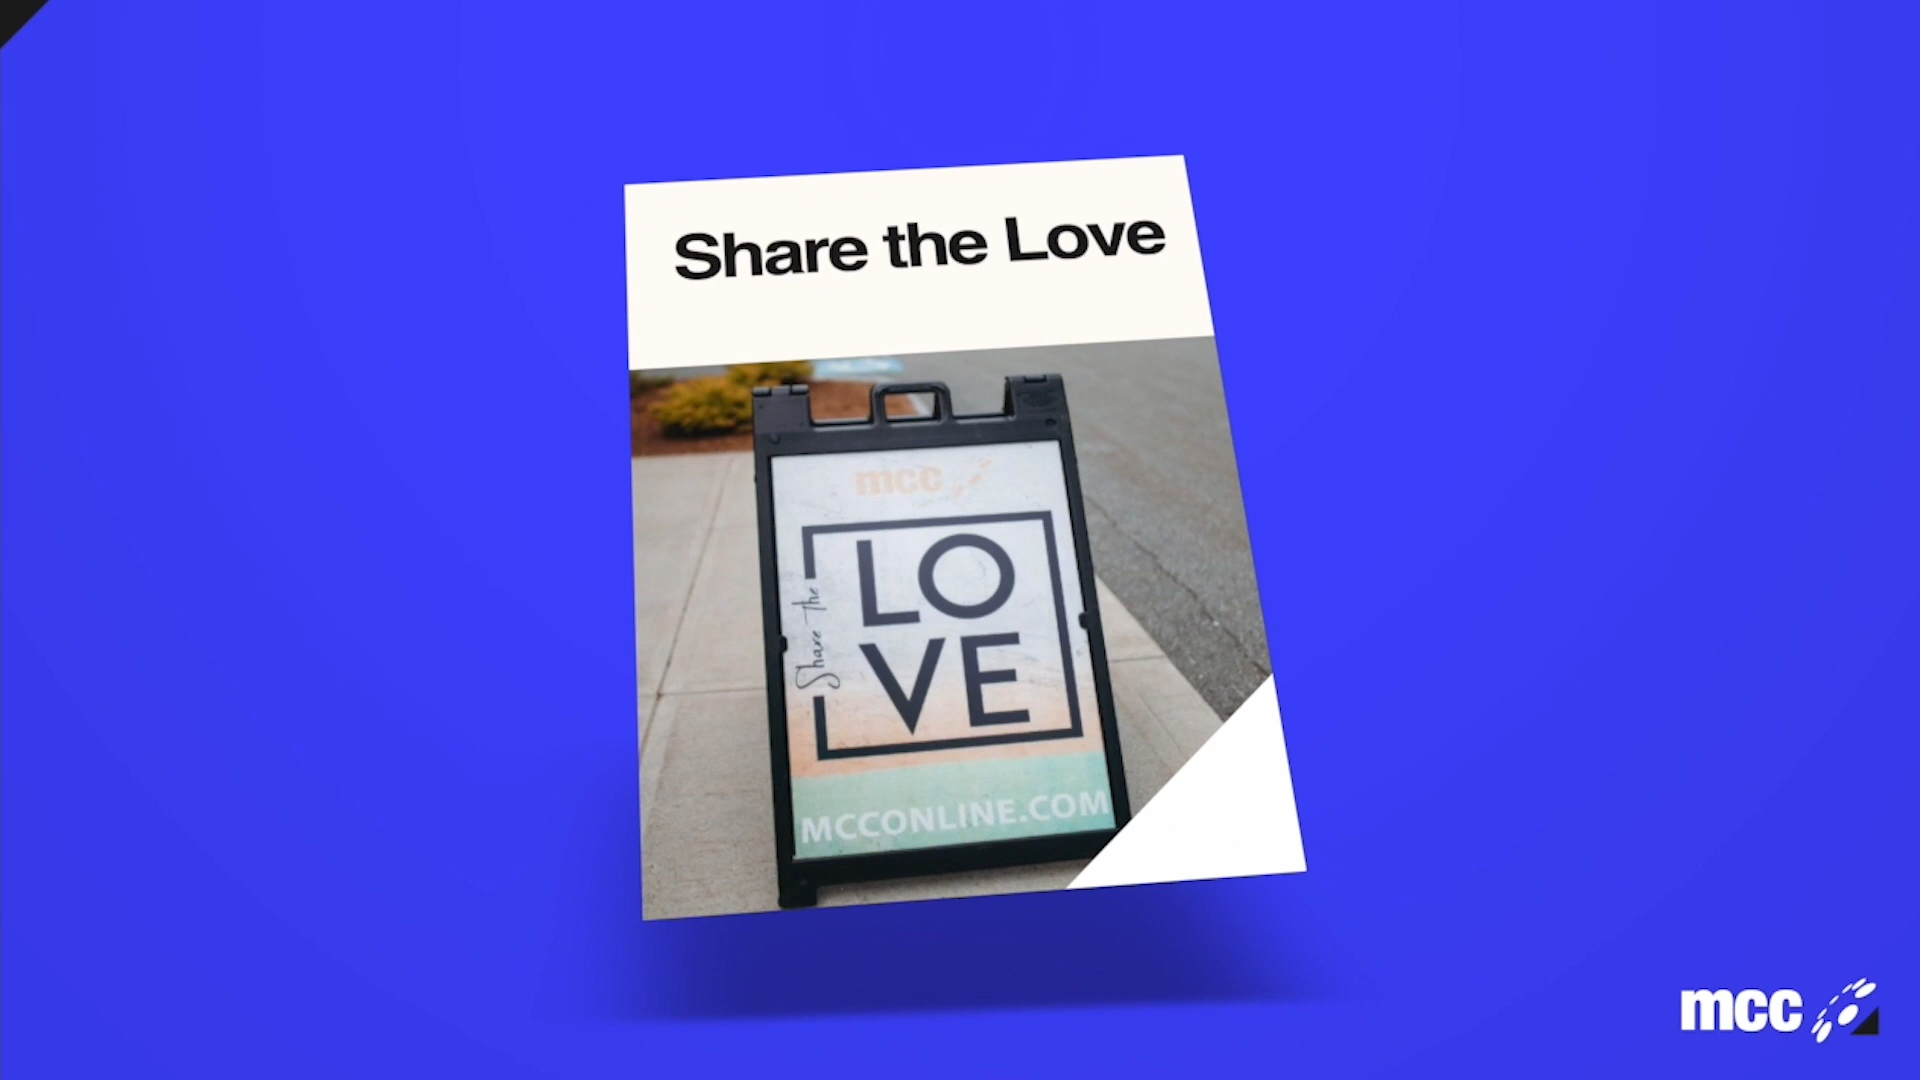 Share the Love
mcc
Share the
LO
VE
MCCONLINE.COM
mcc